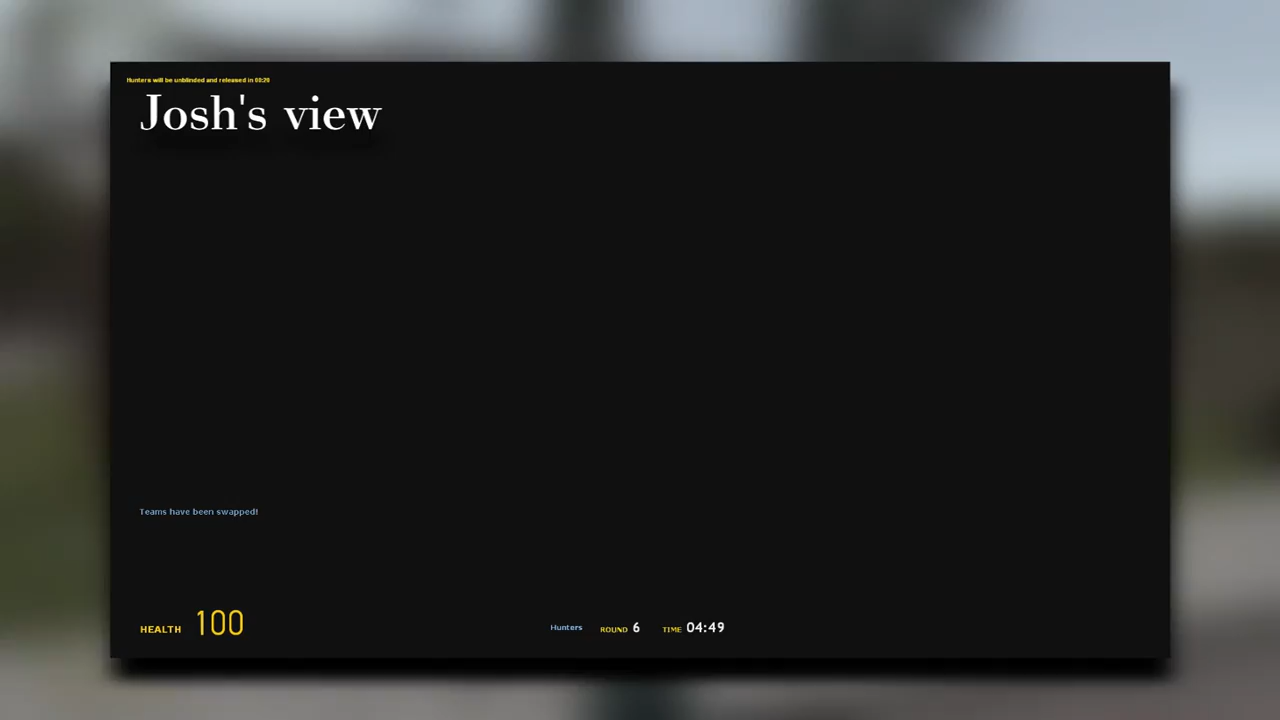 Hunters will be unblinded and released in 00:20
Josh's view
Teams have been swapped!
HEALTH 100
Hunters ROUND 6 TIME 04:49